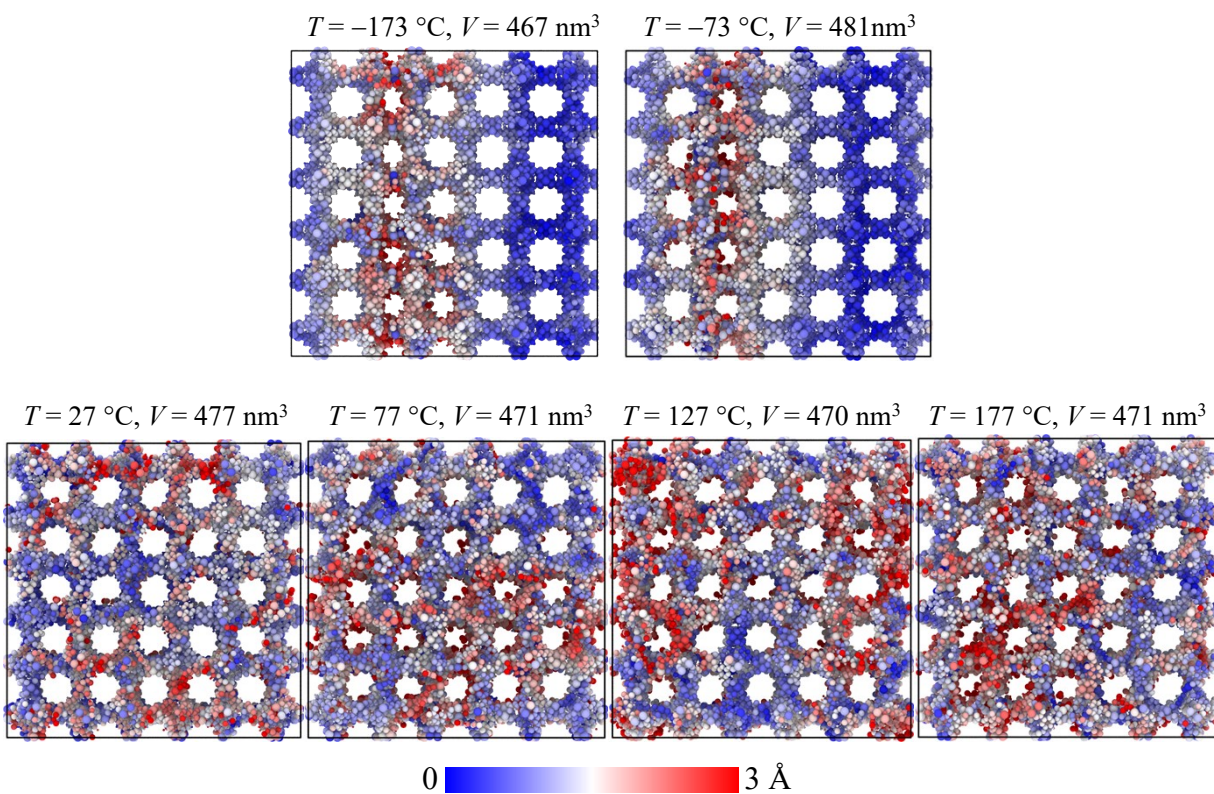 T = –173 °C, V = 467 nm³
T = –73 °C, V = 481nm³
T = 27 °C, V = 477 nm³
T = 77 °C, V = 471 nm³
T = 127 °C, V = 470 nm³
T = 177 °C, V = 471 nm³
0
3 Å